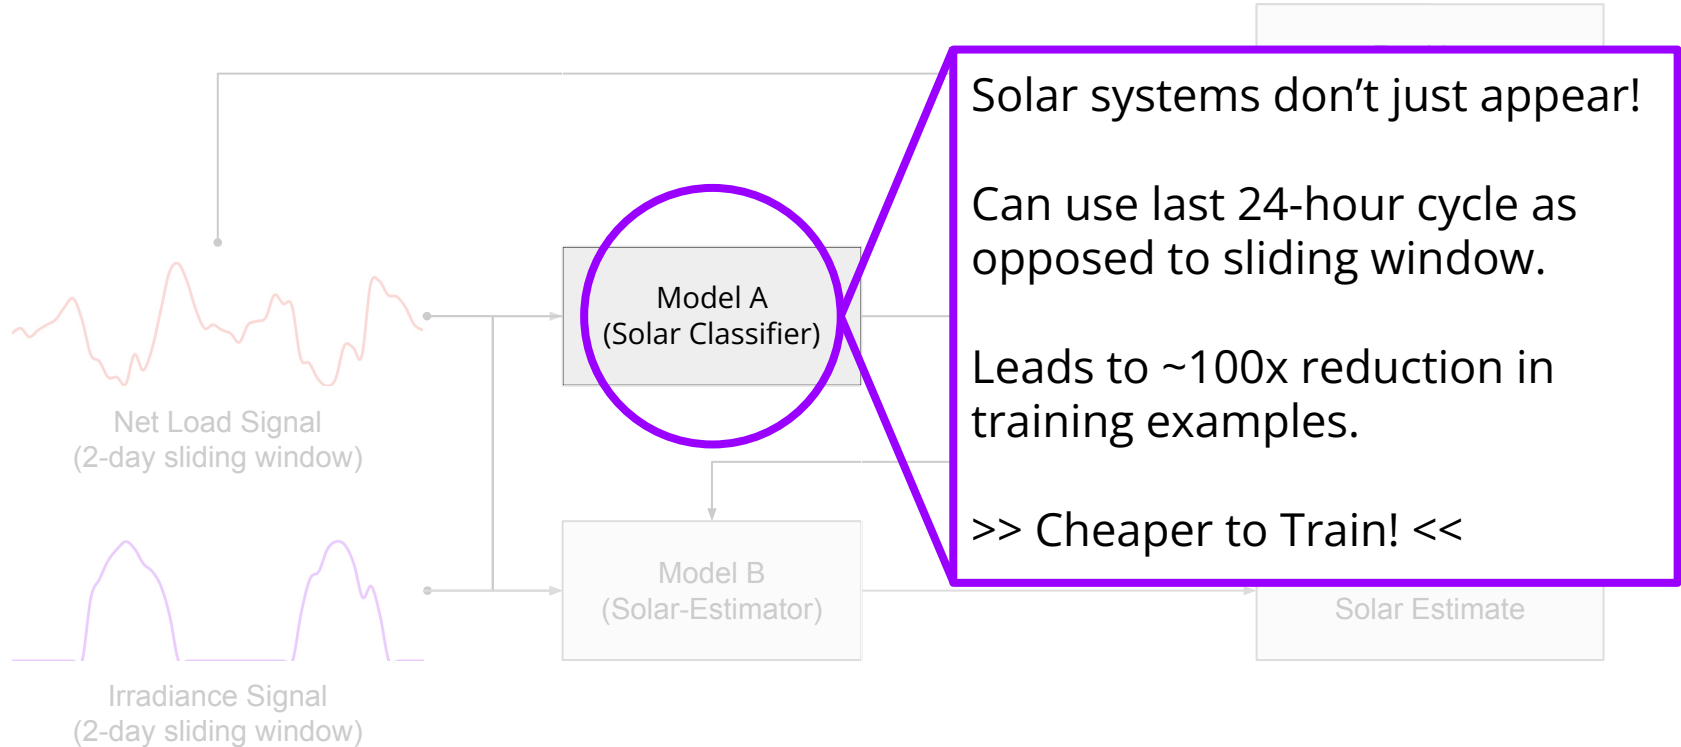 Solar systems don’t just appear!
Can use last 24-hour cycle as
opposed to sliding window.
Leads to ~100x reduction in
training examples.
>> Cheaper to Train! <<
Model A
(Solar Classifier)
Net Load Signal
(2-day sliding window)
Model B
(Solar-Estimator)
Solar Estimate
Irradiance Signal
(2-day sliding window)